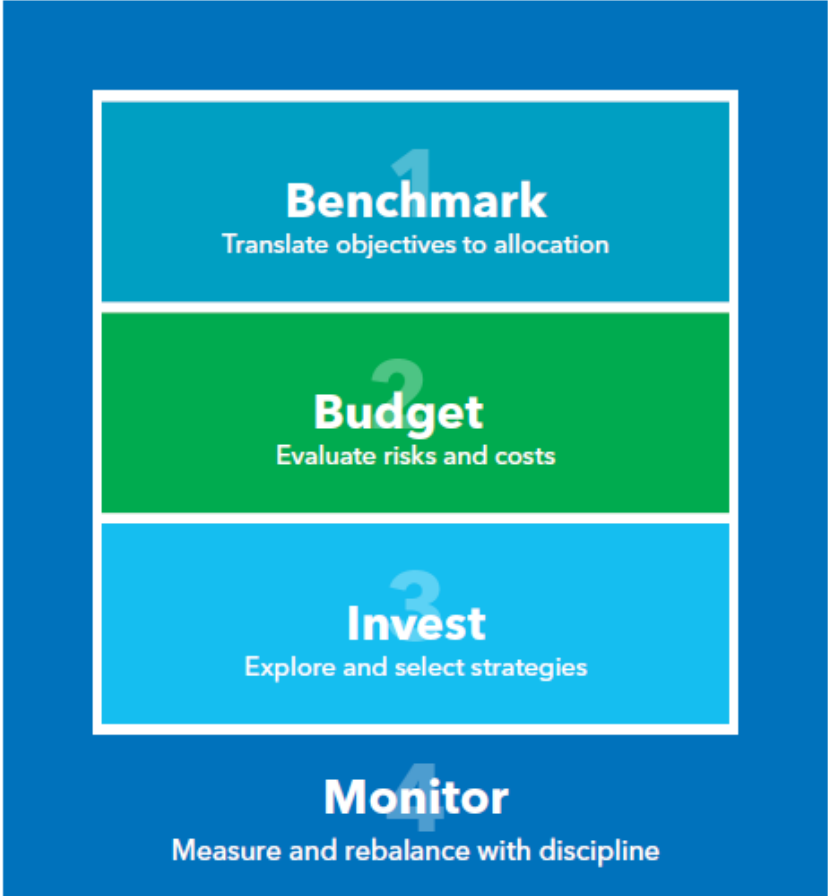 1
Benchmark
Translate objectives to allocation
2
Budget
Evaluate risks and costs
3
Invest
Explore and select strategies
4
Monitor
Measure and rebalance with discipline